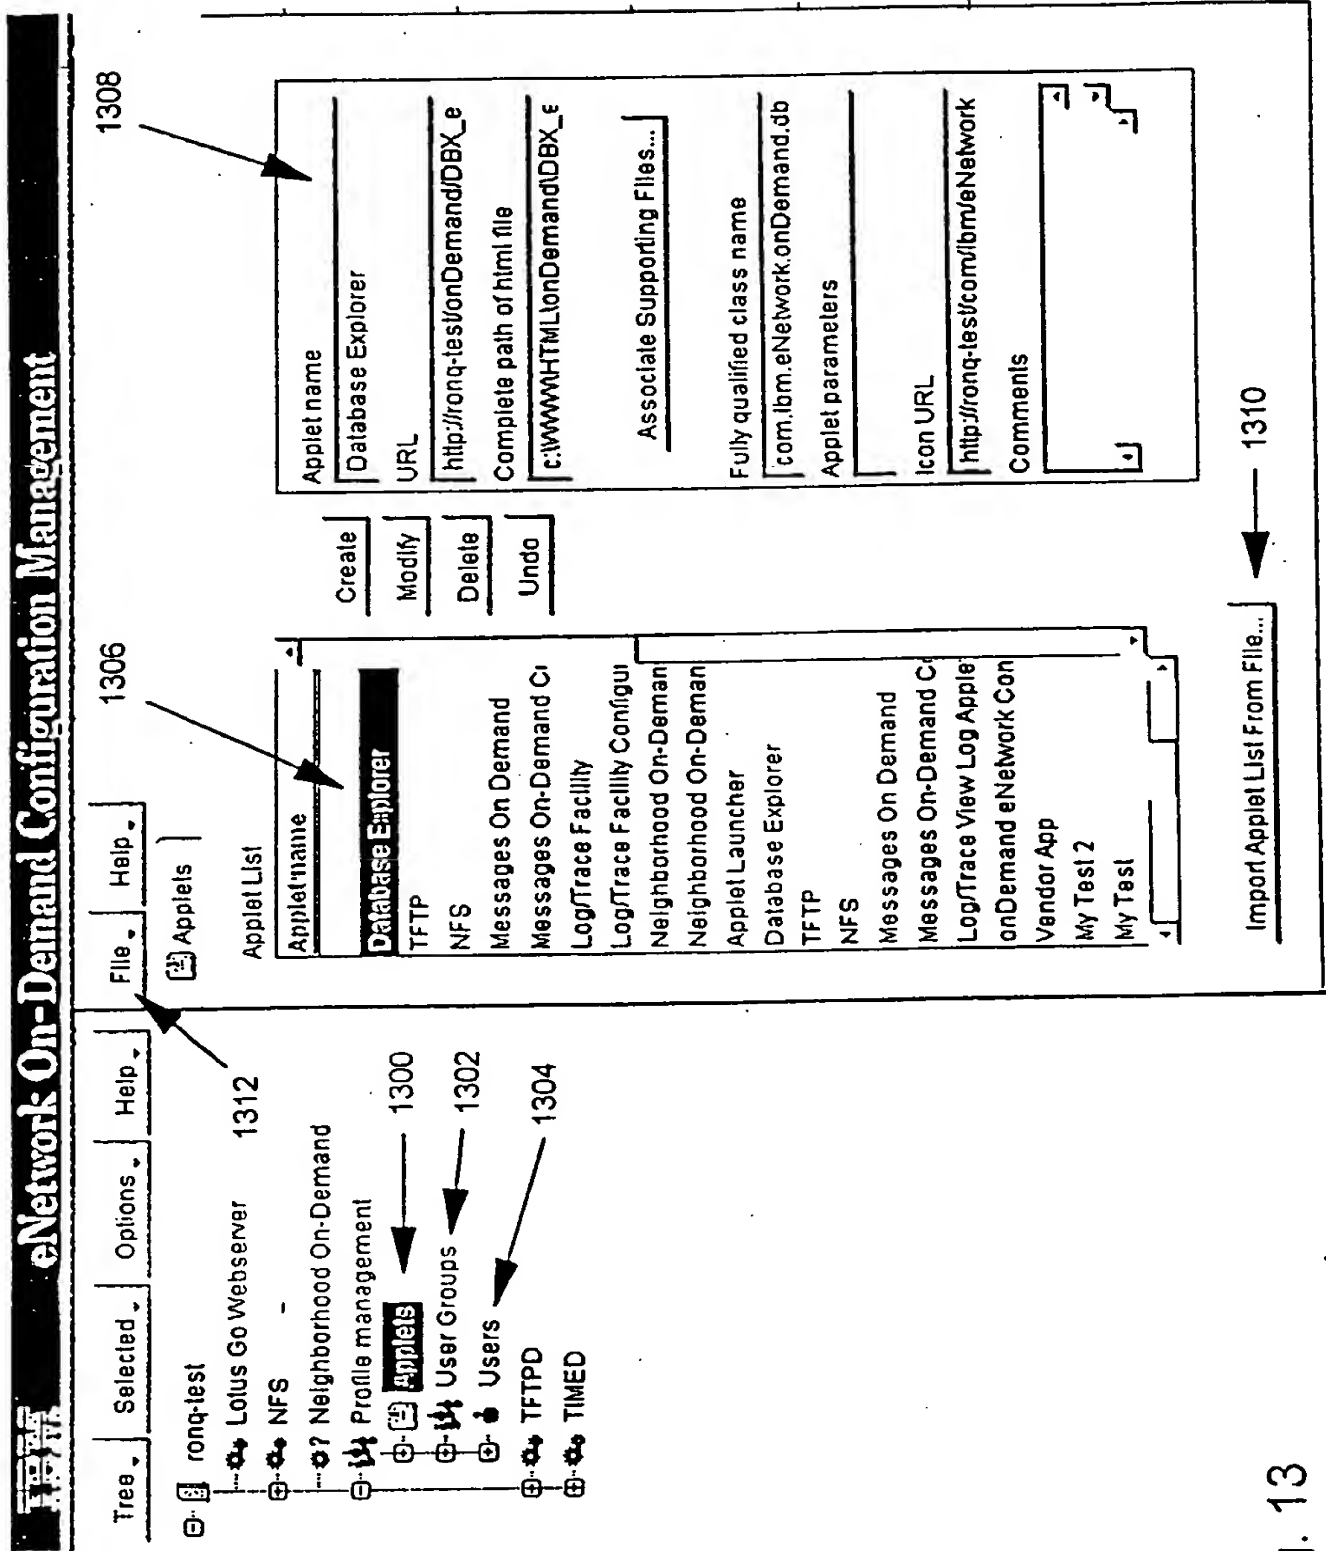 eNetwork On-Demand Configuration Management
Tree
Selected
Options
Help
ronq-test
Lotus Go Webserver
NFS
? Neighborhood On-Demand
Profile management
Applets
User Groups
Users
TFTPD
TIMED
1312
1300
1302
1304
File
Help
Applets
Applet List
Applet name
Database Explorer
TFTP
NFS
Messages On Demand
Messages On-Demand Co
Log/Trace Facility
Log/Trace Facility Configur
Neighborhood On-Deman
Neighborhood On-Deman
Applet Launcher
Database Explorer
TFTP
NFS
Messages On Demand
Messages On-Demand Co
Log/Trace View Log Apple
onDemand eNetwork Con
Vendor App
My Test 2
My Test
Import Applet List From File...
1306
Create
Modify
Delete
Undo
1310
1308
Applet name
Database Explorer
URL
http://ronq-test/onDemand/DBX_e
Complete path of html file
c:\WWW\HTML\onDemand\DBX_e
Associate Supporting Files...
Fully qualified class name
com.ibm.eNetwork.onDemand.db
Applet parameters
Icon URL
http://ronq-test/com/ibm/eNetwork
Comments
. 13